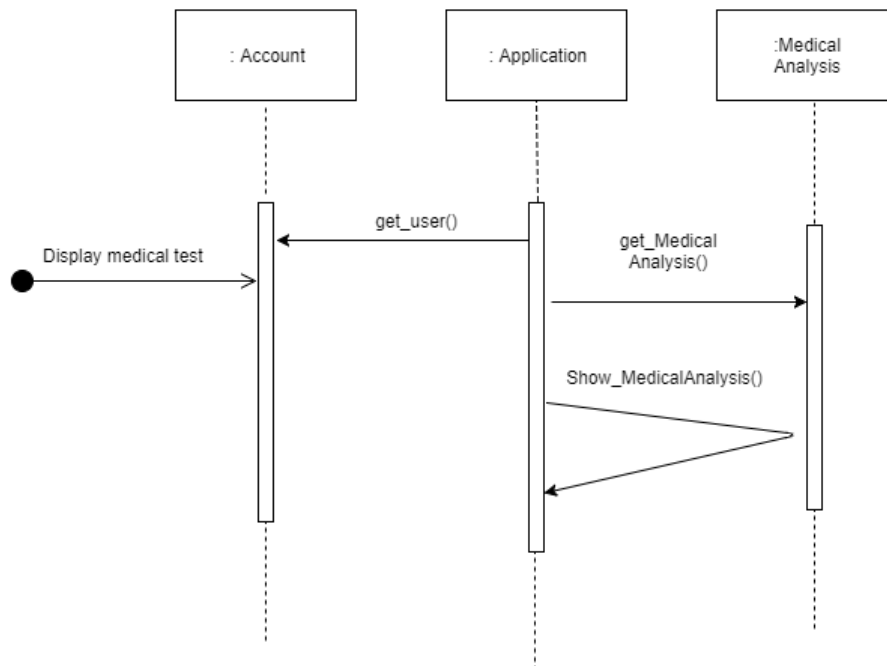 : Account
: Application
:Medical
Analysis
get_user()
Display medical test
get_Medical
Analysis()
Show_MedicalAnalysis()